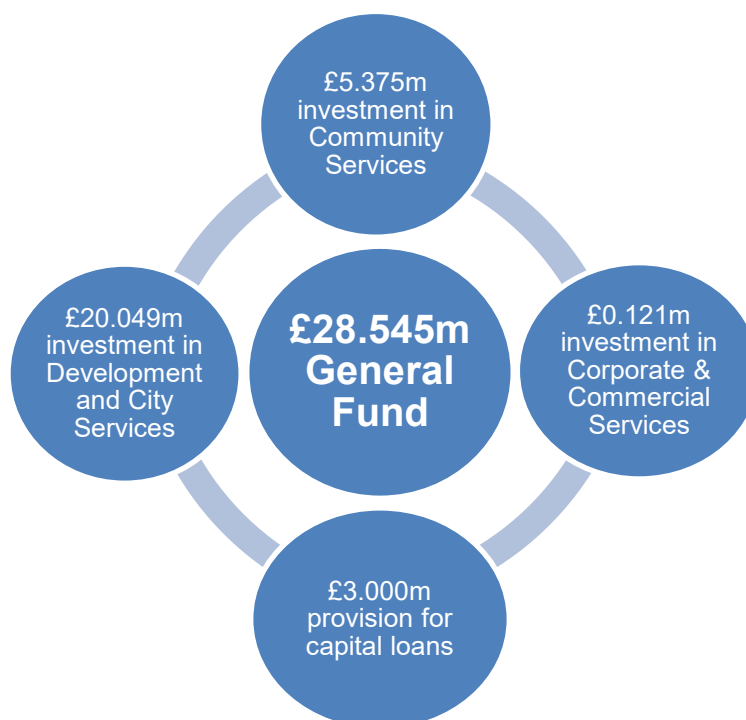 £5.375m
investment in
Community
Services
£20.049m
investment in
Development
and City
Services
£28.545m
General
Fund
£0.121m
investment in
Corporate &
Commercial
Services
£3.000m
provision for
capital loans